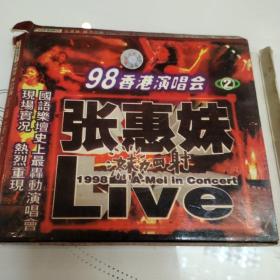 98香港演唱会
2
张惠妹
1998 A-Mei in Concert
Live
國語樂壇史上最轟動演唱會
現場實況 熱烈重現